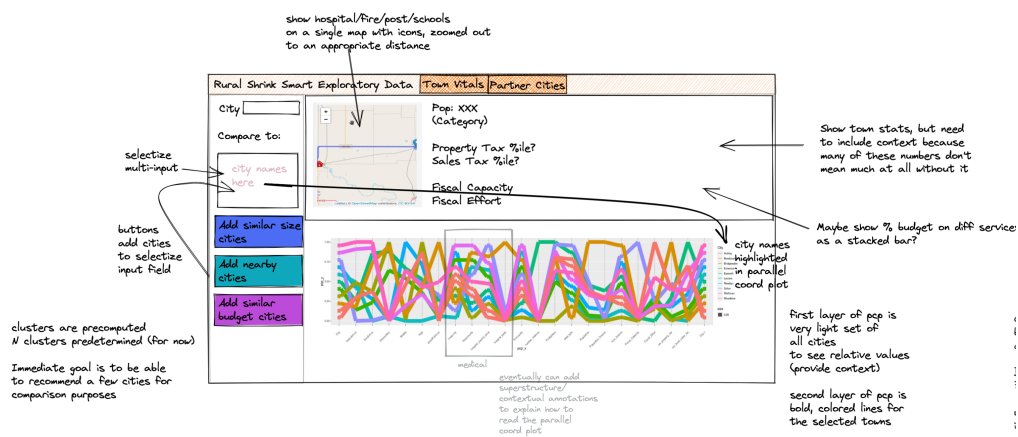 show hospital/fire/post/schools
on a single map with icons, zoomed out
to an appropriate distance
Rural Shrink Smart Exploratory Data
Town Vitals
Partner Cities
City
Compare to:
city names
here
selectize
multi-input
buttons
add cities
to selectize
input field
Add similar size
cities
Add nearby
cities
Add similar
budget cities
Pop: XXX
(Category)
Property Tax %ile?
Sales Tax %ile?
Fiscal Capacity
Fiscal Effort
Show town stats, but need
to include context because
many of these numbers don't
mean much at all without it
Maybe show % budget on diff services
as a stacked bar?
city names
highlighted
in parallel
coord plot
medical
eventually can add
superstructure/
contextual annotations
to explain how to
read the parallel
coord plot
clusters are precomputed
N clusters predetermined (for now)
Immediate goal is to be able
to recommend a few cities for
comparison purposes
first layer of pcp is
very light set of
all cities
to see relative values
(provide context)
second layer of pcp is
bold, colored lines for
the selected towns